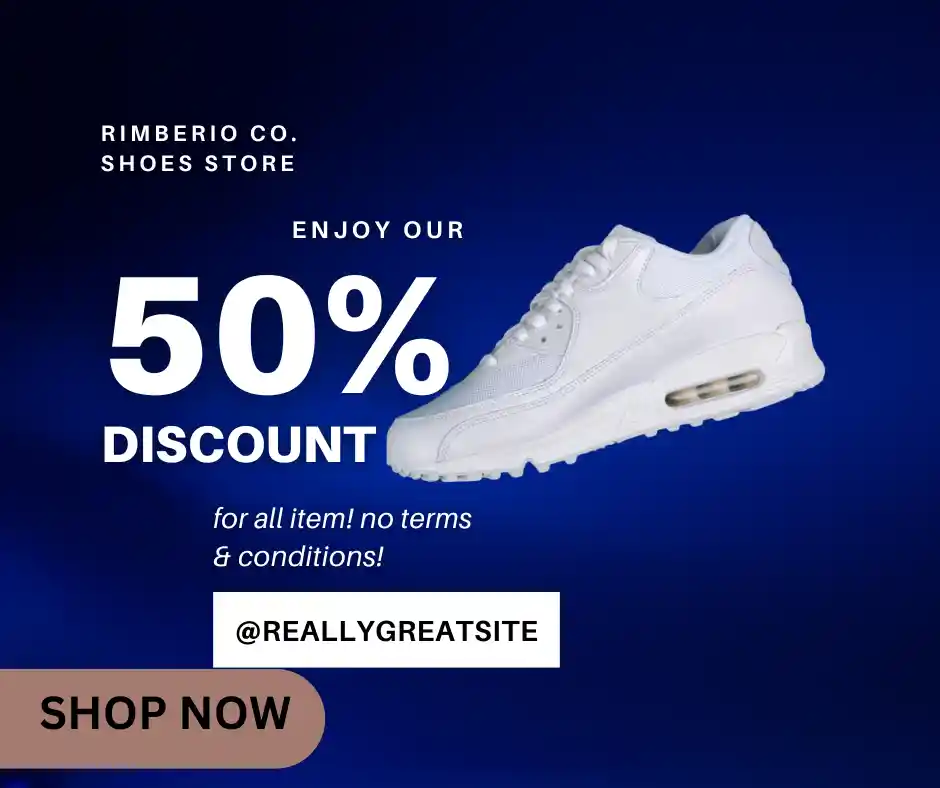 RIMBERIO CO.
SHOES STORE
ENJOY OUR
50%
DISCOUNT
for all item! no terms
& conditions!
@REALLYGREATSITE
SHOP NOW